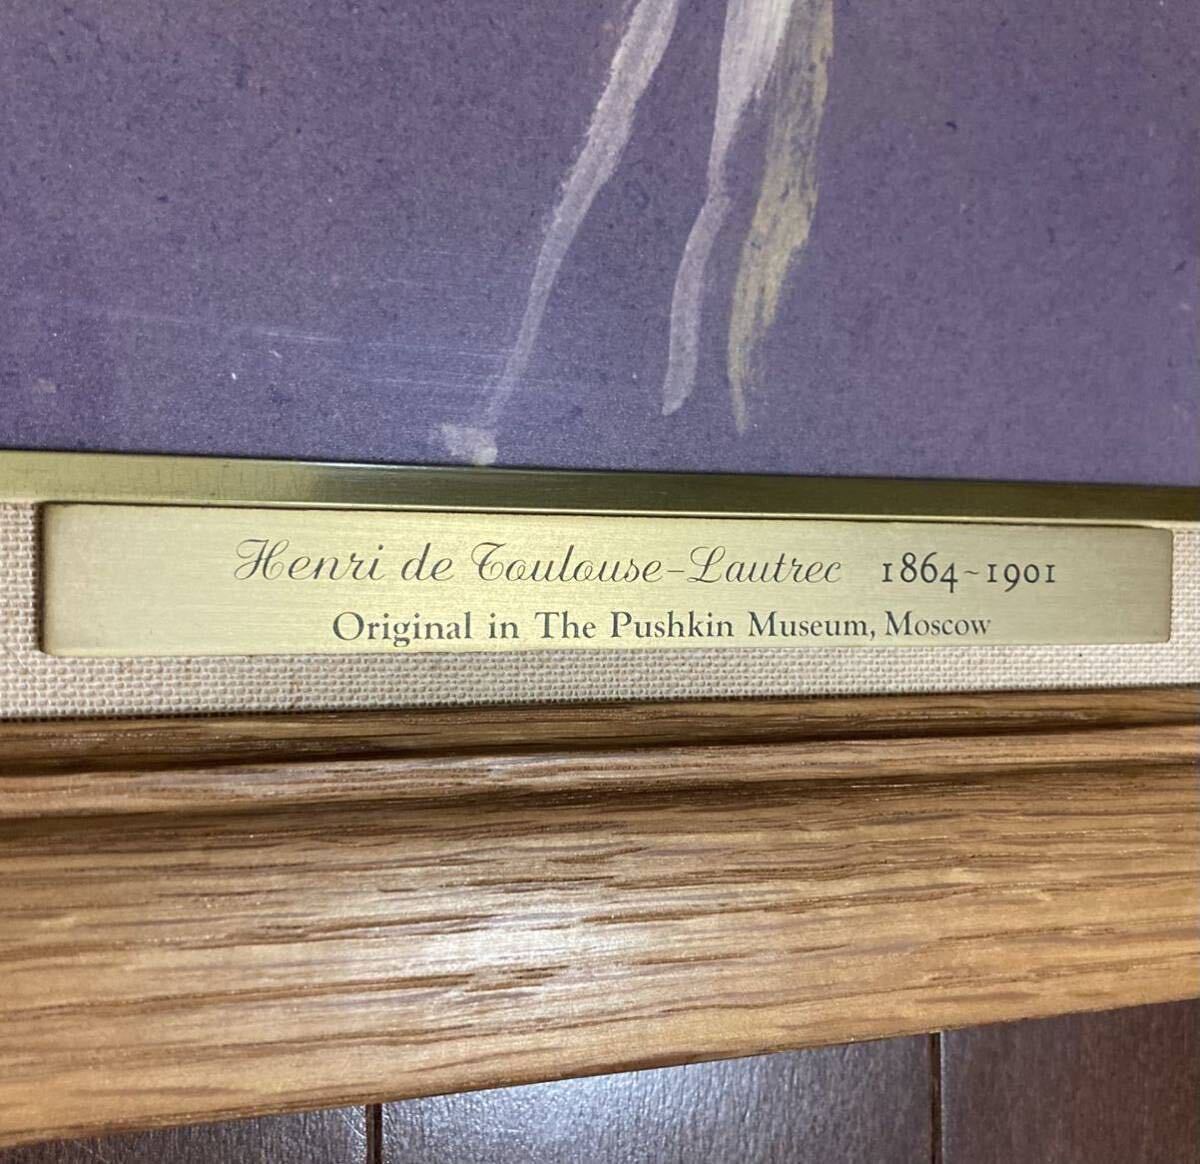 Henri de Toulouse-Lautrec 1864~1901
Original in The Pushkin Museum, Moscow